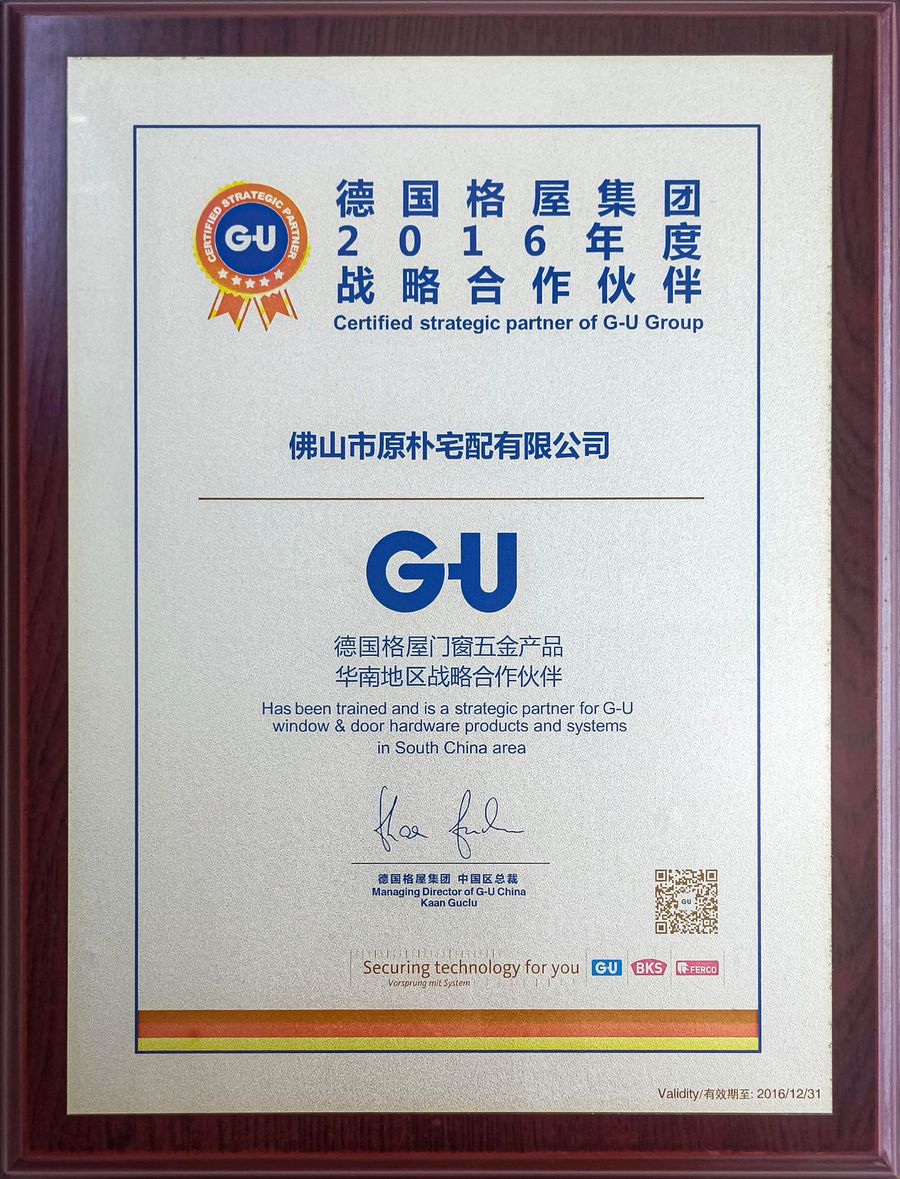 CERTIFIED STRATEGIC PARTNER
G-U
德国格屋集团
2016年度
战略合作伙伴
Certified strategic partner of G-U Group
佛山市原朴宅配有限公司
G-U
德国格屋门窗五金产品
华南地区战略合作伙伴
Has been trained and is a strategic partner for G-U
window & door hardware products and systems
in South China area
德国格屋集团 中国区总裁
Managing Director of G-U China
Kaan Guclu
G-U
Securing technology for you
Vorsprung mit System
G-U BKS FERCO
Validity/有效期至: 2016/12/31